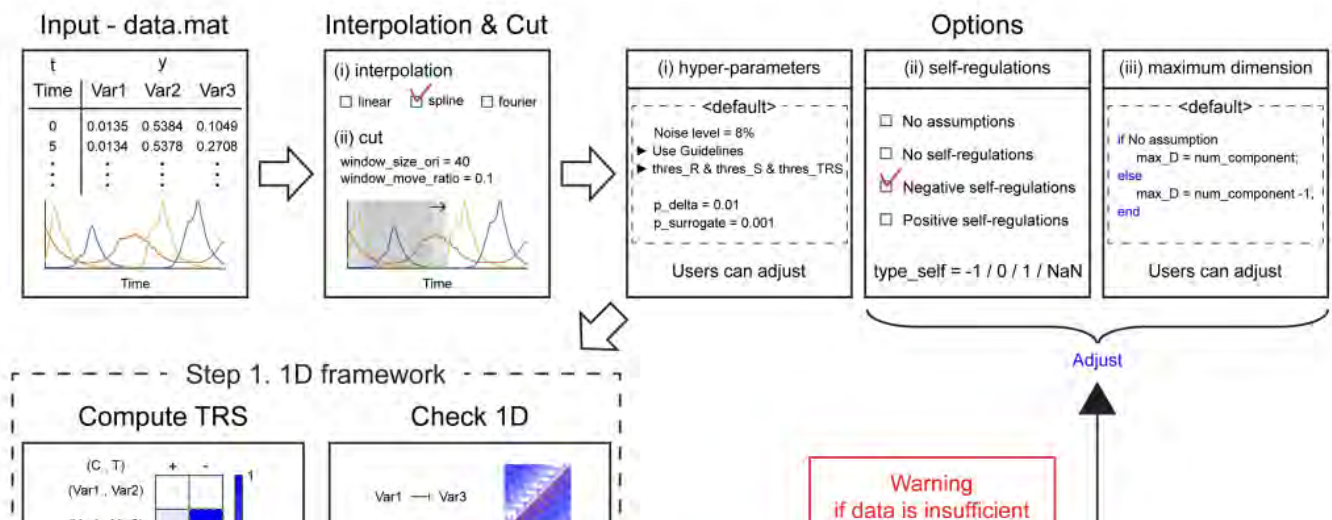 Input - data.mat
t y
Time Var1 Var2 Var3
0 0.0135 0.5384 0.1049
5 0.0134 0.5378 0.2708
Time
Interpolation & Cut
(i) interpolation
linear spline fourier
(ii) cut
window_size_ori = 40
window_move_ratio = 0.1
Time
Options
(i) hyper-parameters
<default>
Noise level = 8%
► Use Guidelines
► thres_R & thres_S & thres_TRS
p_delta = 0.01
p_surrogate = 0.001
Users can adjust
(ii) self-regulations
No assumptions
No self-regulations
Negative self-regulations
Positive self-regulations
type_self = -1 / 0 / 1 / NaN
(iii) maximum dimension
<default>
if No assumption
max_D = num_component;
else
max_D = num_component -1,
end
Users can adjust
Adjust
Step 1. 1D framework
Compute TRS
(C , T) + -
1
(Var1 , Var2)
Check 1D
Var1 Var3
Warning
if data is insufficient